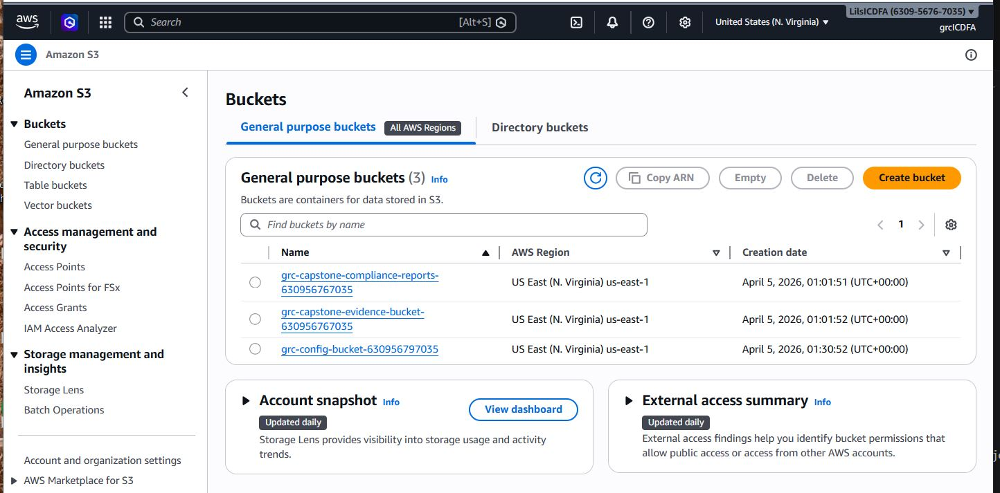 aws
Search
[Alt+S]
United States (N. Virginia)
LilsICDFA (6309-5676-7035)
grcICDFA
Amazon S3
Amazon S3
Buckets
General purpose buckets
Directory buckets
Table buckets
Vector buckets
Access management and
security
Access Points
Access Points for FSx
Access Grants
IAM Access Analyzer
Storage management and
insights
Storage Lens
Batch Operations
Account and organization settings
AWS Marketplace for S3
Buckets
General purpose buckets All AWS Regions Directory buckets
General purpose buckets (3) Info
Copy ARN Empty Delete Create bucket
Buckets are containers for data stored in S3.
Find buckets by name
1
Name AWS Region Creation date
grc-capstone-compliance-reports-
630956767035
US East (N. Virginia) us-east-1 April 5, 2026, 01:01:51 (UTC+00:00)
grc-capstone-evidence-bucket-
630956767035
US East (N. Virginia) us-east-1 April 5, 2026, 01:01:52 (UTC+00:00)
grc-config-bucket-630956797035 US East (N. Virginia) us-east-1 April 5, 2026, 01:30:52 (UTC+00:00)
Account snapshot Info
View dashboard
Updated daily
Storage Lens provides visibility into storage usage and activity
trends.
External access summary Info
Updated daily
External access findings help you identify bucket permissions that
allow public access or access from other AWS accounts.